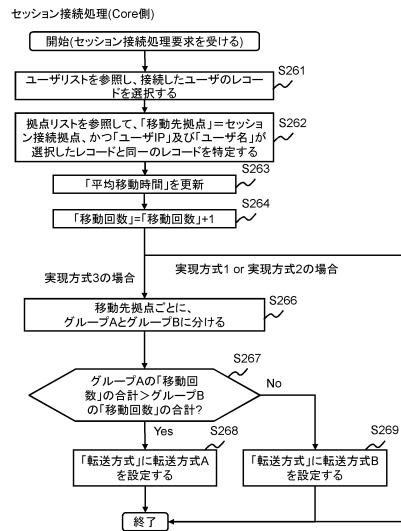 セッション接続処理(Core側)
開始(セッション接続処理要求を受ける)
S261
ユーザリストを参照し、接続したユーザのレコー
ドを選択する
S262
拠点リストを参照して、「移動先拠点」＝セッショ
ン接続拠点、かつ「ユーザIP」及び「ユーザ名」が
選択したレコードと同一のレコードを特定する
S263
「平均移動時間」を更新
S264
「移動回数」=「移動回数」+1
実現方式3の場合
実現方式1 or 実現方式2の場合
S266
移動先拠点ごとに、
グループAとグループBに分ける
S267
グループAの「移動回
数」の合計＞グループB
の「移動回数」の合計?
No
Yes
S268
「転送方式」に転送方式A
を設定する
S269
「転送方式」に転送方式B
を設定する
終了